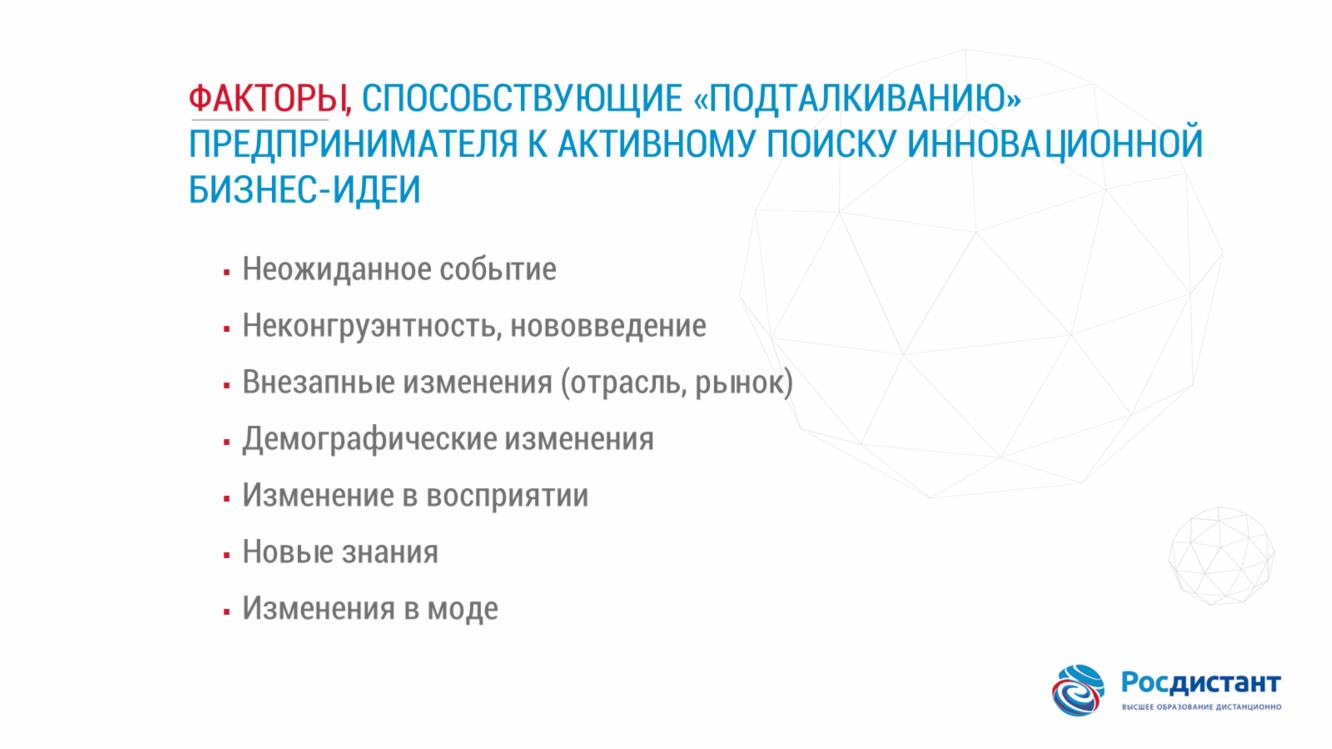 ФАКТОРЫ, СПОСОБСТВУЮЩИЕ «ПОДТАЛКИВАНИЮ»
ПРЕДПРИНИМАТЕЛЯ К АКТИВНОМУ ПОИСКУ ИННОВАЦИОННОЙ
БИЗНЕС-ИДЕИ
▪ Неожиданное событие
▪ Неконгруэнтность, нововведение
▪ Внезапные изменения (отрасль, рынок)
▪ Демографические изменения
▪ Изменение в восприятии
▪ Новые знания
▪ Изменения в моде
Росдистант
ВЫСШЕЕ ОБРАЗОВАНИЕ ДИСТАНЦИОННО